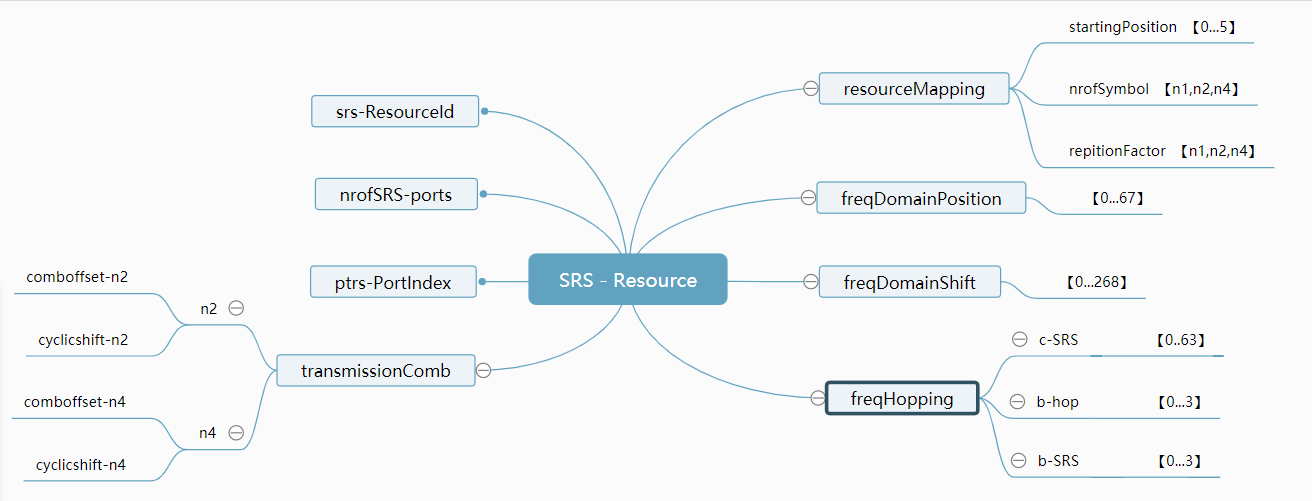 SRS - Resource
srs-ResourceId
nrofSRS-ports
ptrs-PortIndex
transmissionComb
n2
comboffset-n2
cyclicshift-n2
n4
comboffset-n4
cyclicshift-n4
resourceMapping
startingPosition 【0...5】
nrofSymbol 【n1,n2,n4】
repitionFactor 【n1,n2,n4】
freqDomainPosition
【0...67】
freqDomainShift
【0...268】
freqHopping
c-SRS 【0..63】
b-hop 【0...3】
b-SRS 【0...3】